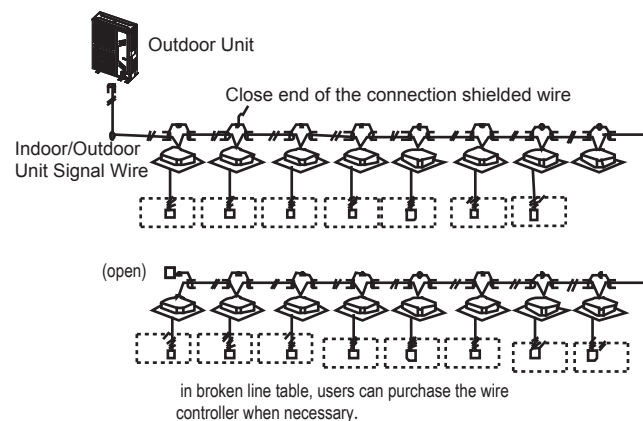 Outdoor Unit
Close end of the connection shielded wire
Indoor/Outdoor
Unit Signal Wire
(open)
in broken line table, users can purchase the wire
controller when necessary.